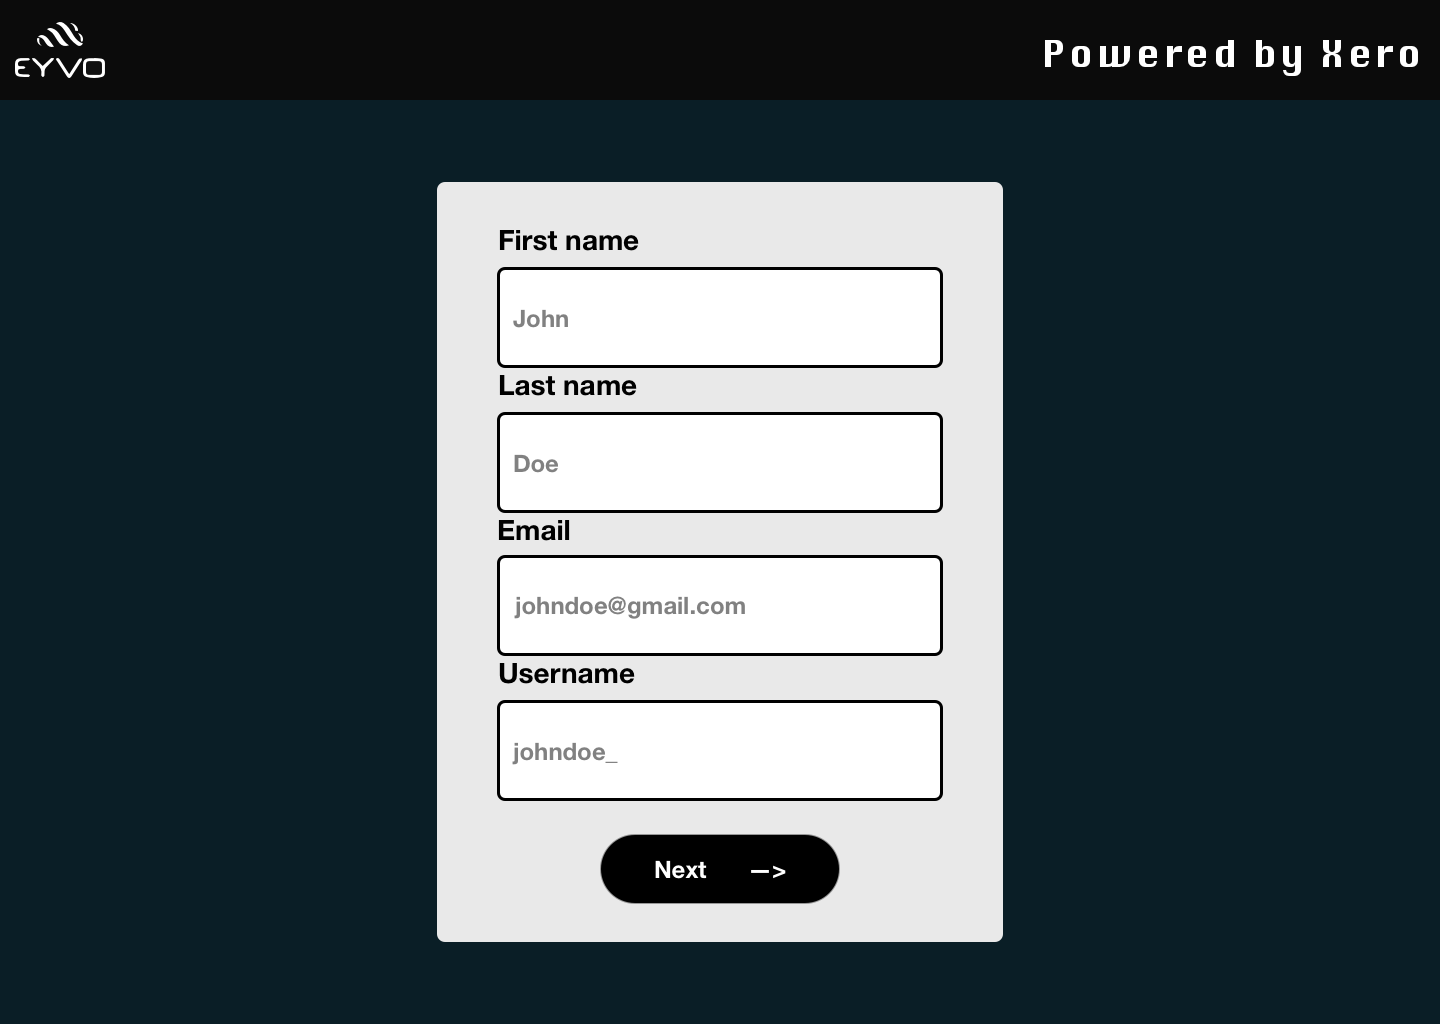 EYVO
Powered by Xero
First name
John
Last name
Doe
Email
johndoe@gmail.com
Username
johndoe_
Next —>